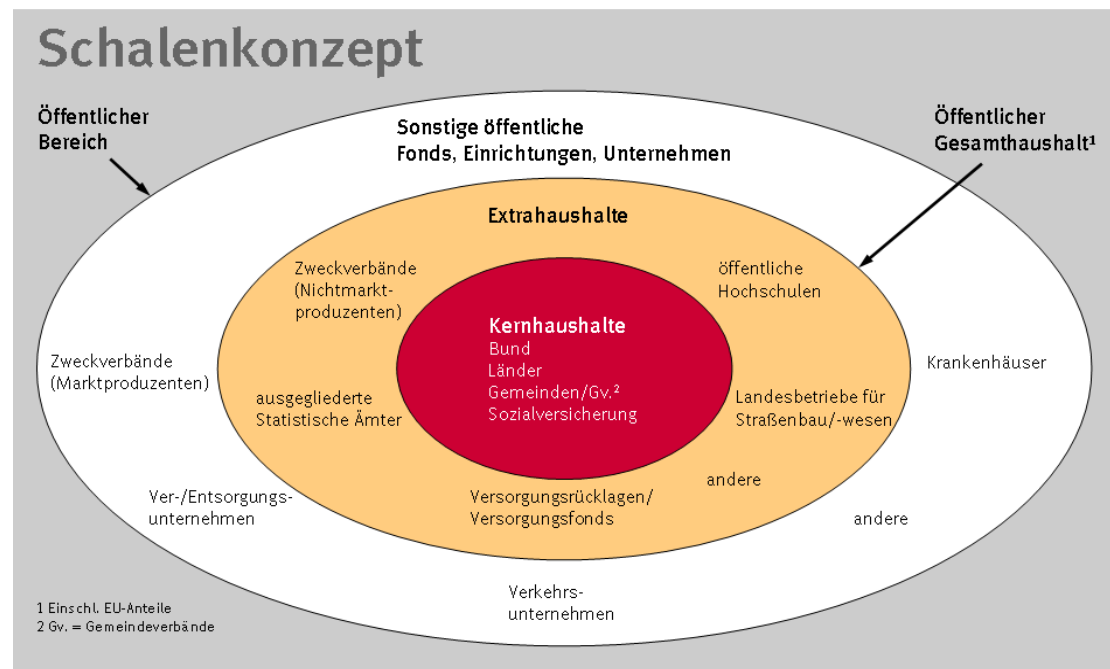 Schalenkonzept
Öffentlicher
Bereich
Sonstige öffentliche
Fonds, Einrichtungen, Unternehmen
Öffentlicher
Gesamthaushalt¹
Extrahaushalte
Zweckverbände
(Nichtmarkt-
produzenten)
öffentliche
Hochschulen
Kernhaushalte
Bund
Länder
Gemeinden/Gv.²
Sozialversicherung
Zweckverbände
(Marktproduzenten)
Krankenhäuser
ausgegliederte
Statistische Ämter
Landesbetriebe für
Straßenbau/-wesen
andere
Versorgungsrücklagen/
Versorgungsfonds
Ver-/Entsorgungs-
unternehmen
andere
Verkehrs-
unternehmen
1 Einschl. EU-Anteile
2 Gv. = Gemeindeverbände